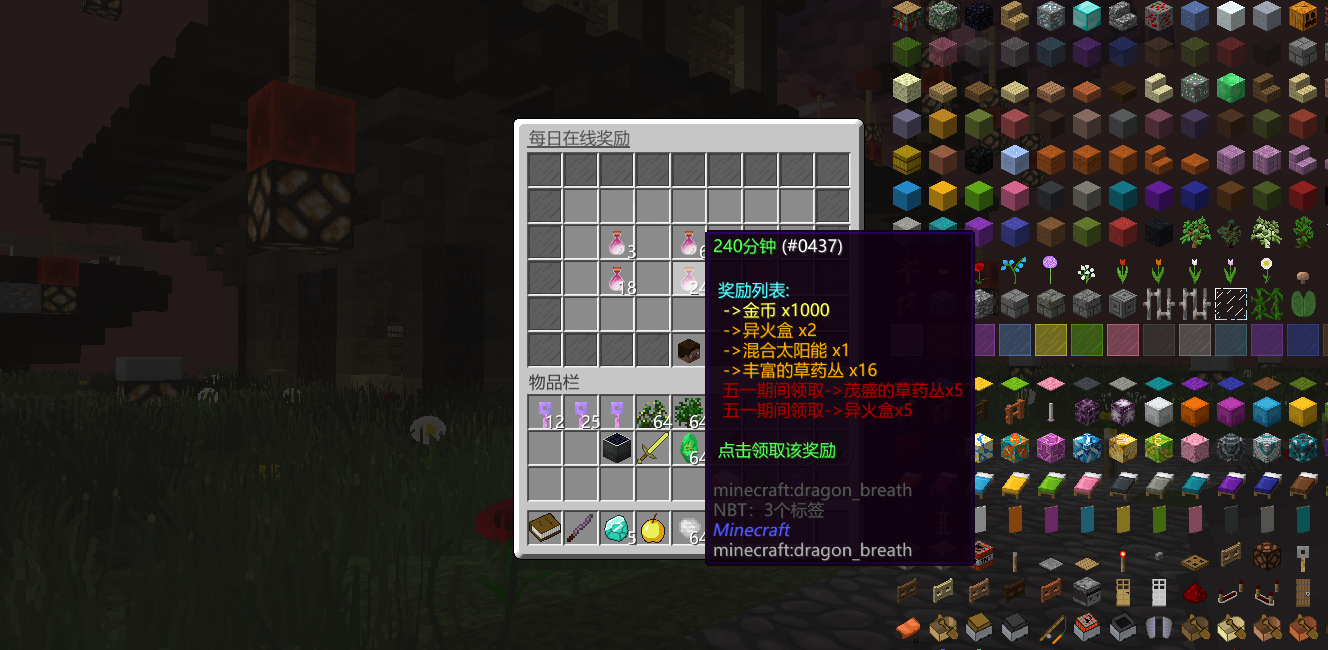 每日在线奖励
3
6
18
24
240分钟 (#0437)
奖励列表:
->金币 x1000
->异火盒 x2
->混合太阳能 x1
->丰富的草药丛 x16
五一期间领取->茂盛的草药丛x5
五一期间领取->异火盒x5
点击领取该奖励
minecraft:dragon_breath
NBT: 3个标签
Minecraft
minecraft:dragon_breath
物品栏
12
25
64
64
64
5
64